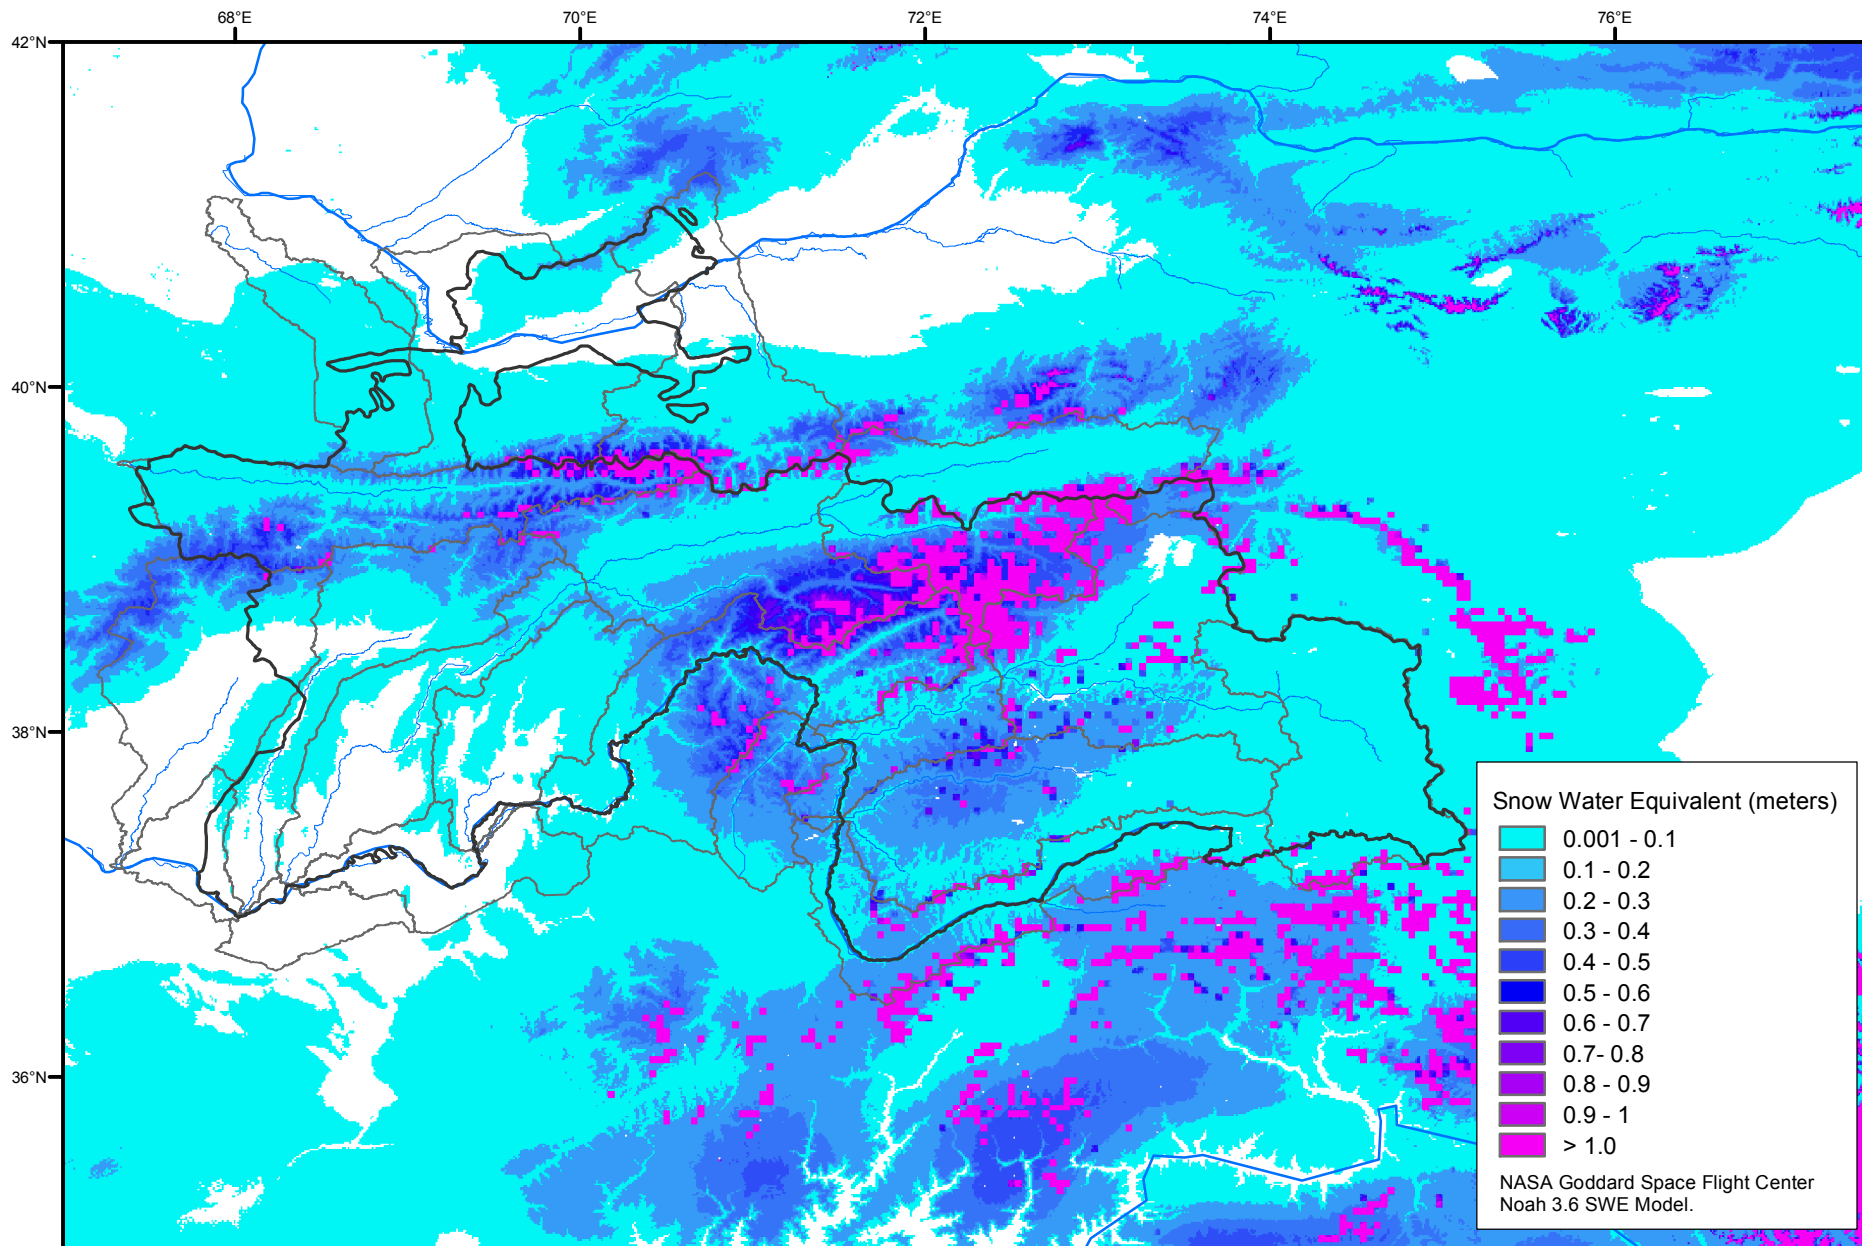 68°E
70°E
72°E
74°E
76°E
42°N
40°N
38°N
36°N
Snow Water Equivalent (meters)
0.001 - 0.1
0.1 - 0.2
0.2 - 0.3
0.3 - 0.4
0.4 - 0.5
0.5 - 0.6
0.6 - 0.7
0.7- 0.8
0.8 - 0.9
0.9 - 1
> 1.0
NASA Goddard Space Flight Center
Noah 3.6 SWE Model.